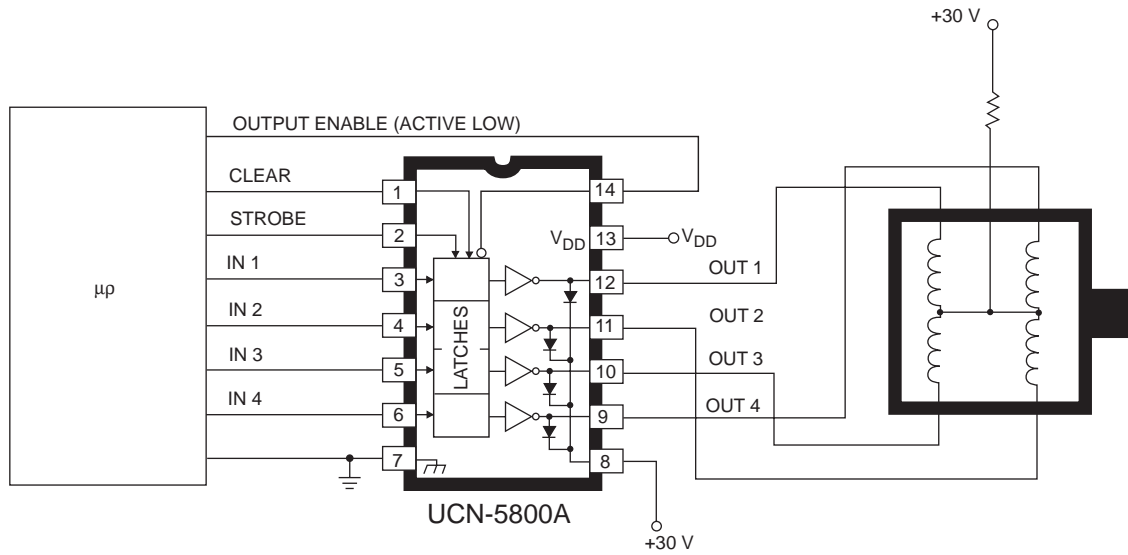 +30 V
OUTPUT ENABLE (ACTIVE LOW)
CLEAR
STROBE
IN 1
IN 2
IN 3
IN 4
μρ
1
2
3
4
5
6
7
LATCHES
14
V_DD 13 V_DD
12
11
10
9
8
OUT 1
OUT 2
OUT 3
OUT 4
UCN-5800A
+30 V